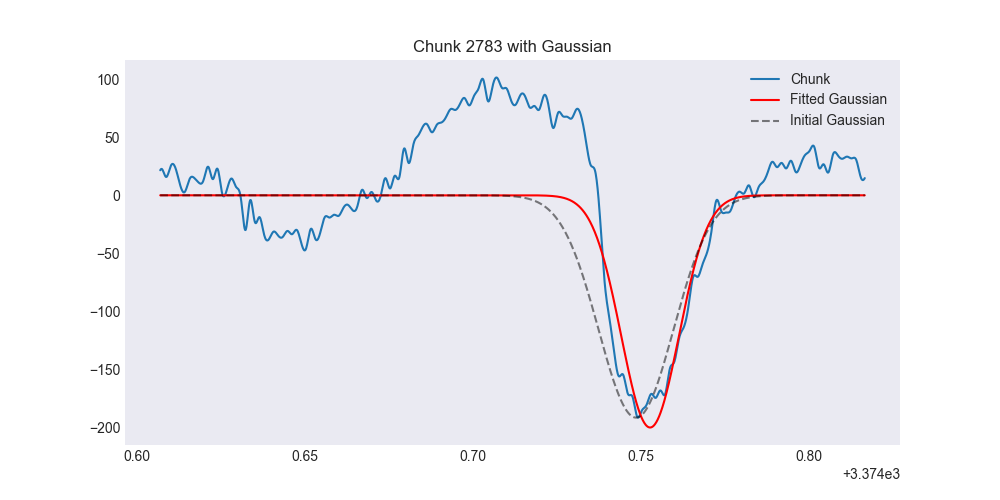 Chunk 2783 with Gaussian
Chunk
Fitted Gaussian
Initial Gaussian
100
50
0
−50
−100
−150
−200
0.60 0.65 0.70 0.75 0.80
+3.374e3